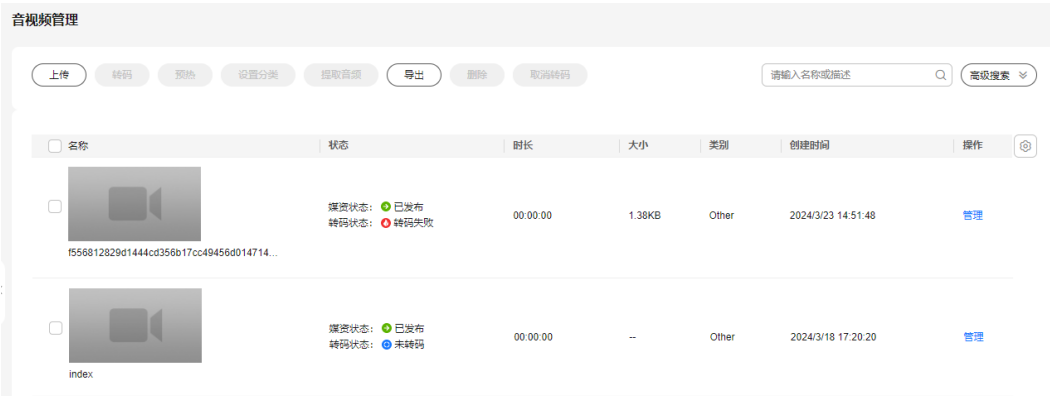 音视频管理
上传 转码 预热 设置分类 提取音频 导出 删除 取消转码 请输入名称或描述 高级搜索
名称 状态 时长 大小 类别 创建时间 操作
媒资状态： 已发布
转码状态： 转码失败
00:00:00 1.38KB Other 2024/3/23 14:51:48 管理
f556812829d1444cd356b17cc49456d014714...
媒资状态： 已发布
转码状态： 未转码
00:00:00 -- Other 2024/3/18 17:20:20 管理
index